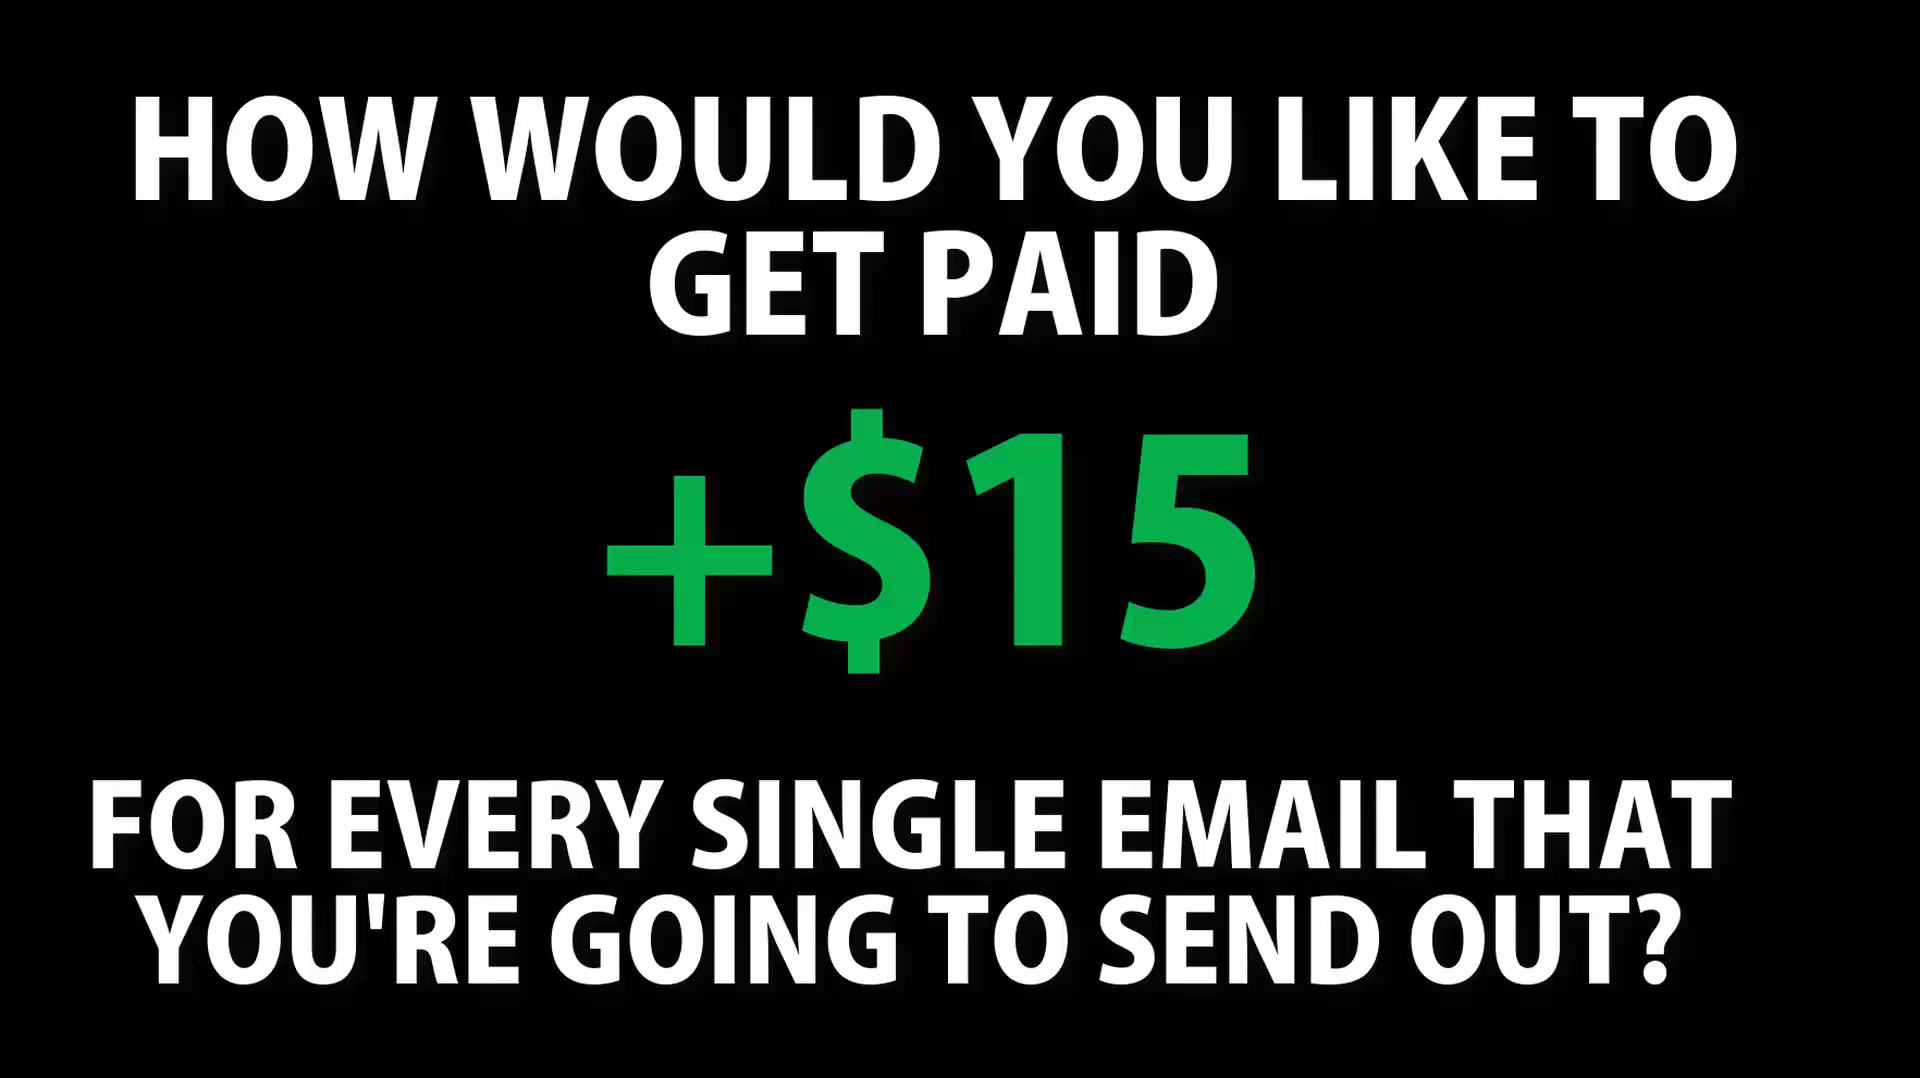 HOW WOULD YOU LIKE TO
GET PAID
+$15
FOR EVERY SINGLE EMAIL THAT
YOU'RE GOING TO SEND OUT?